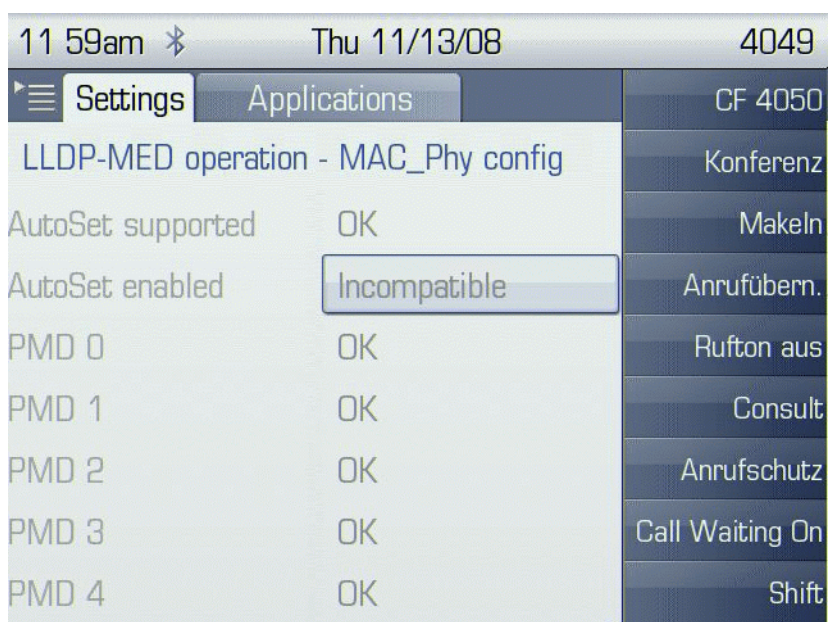 11 59am Thu 11/13/08 4049
Settings Applications
CF 4050
LLDP-MED operation - MAC_Phy config
Konferenz
AutoSet supported OK
Makeln
AutoSet enabled Incompatible
Anrufübern.
PMD 0 OK
Rufton aus
PMD 1 OK
Consult
PMD 2 OK
Anrufschutz
PMD 3 OK
Call Waiting On
PMD 4 OK
Shift